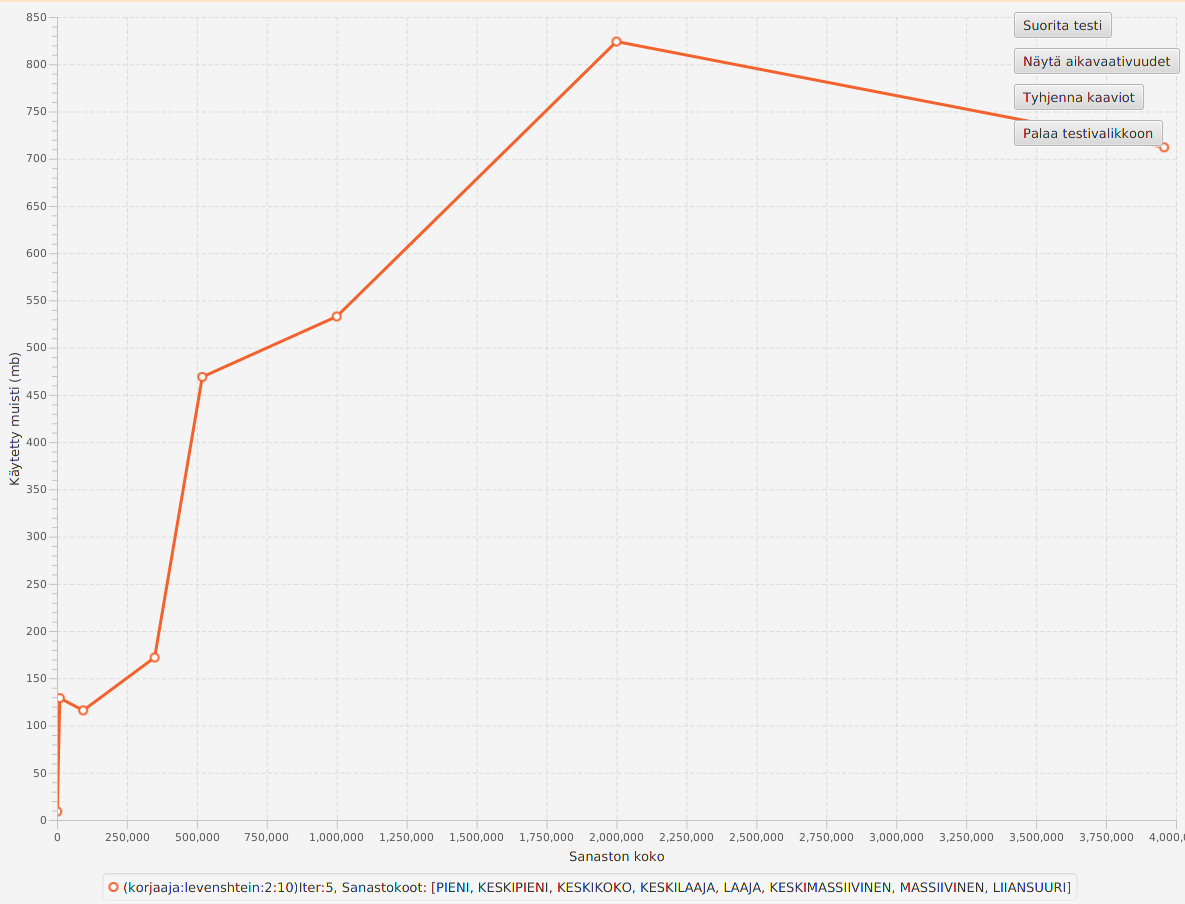 850
800
750
700
650
600
550
500
450
400
350
300
250
200
150
100
50
0
Käytetty muisti (mb)
Suorita testi
Näytä aikavaativuudet
Tyhjenna kaaviot
Palaa testivalikkoon
0 250,000 500,000 750,000 1,000,000 1,250,000 1,500,000 1,750,000 2,000,000 2,250,000 2,500,000 2,750,000 3,000,000 3,250,000 3,500,000 3,750,000 4,000,
Sanaston koko
(korjaaja:levenshtein:2:10)Iter:5, Sanastokoot: [PIENI, KESKIPIENI, KESKIKOKO, KESKILAAJA, LAAJA, KESKIMASSIIVINEN, MASSIIVINEN, LIIANSUURI]